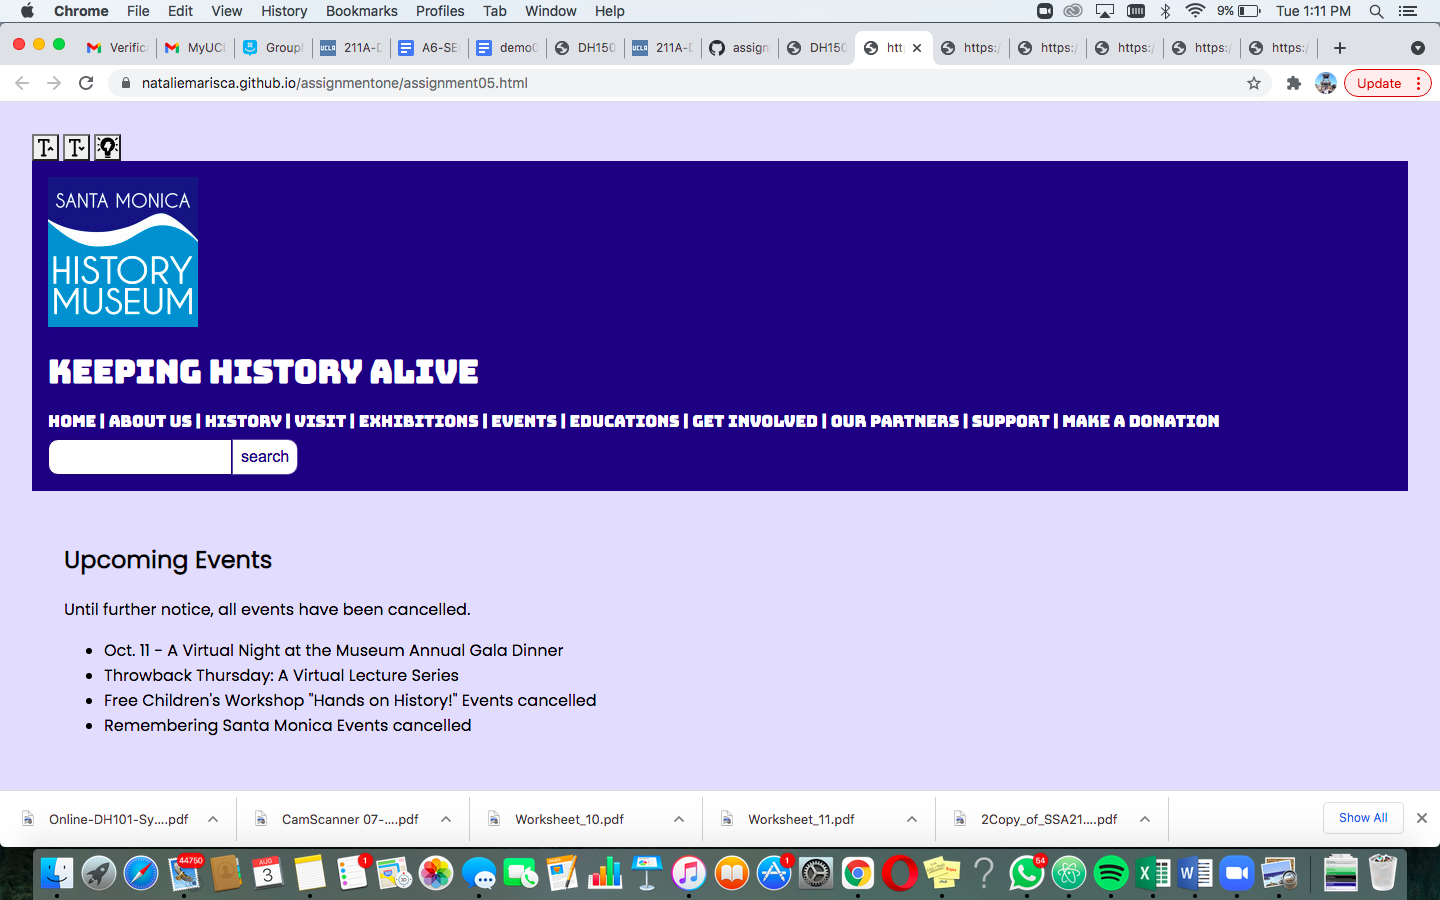 Chrome File Edit View History Bookmarks Profiles Tab Window Help 9% Tue 1:11 PM
Verific MyUCL GroupI 211A-D A6-SE demo0 DH150 211A-D assign DH150 htt https:/ https:/ https:/ https:/ https:/
nataliemarisca.github.io/assignmentone/assignment05.html Update
T T
SANTA MONICA
HISTORY
MUSEUM
KEEPING HISTORY ALIVE
HOME | ABOUT US | HISTORY | VISIT | EXHIBITIONS | EVENTS | EDUCATIONS | GET INVOLVED | OUR PARTNERS | SUPPORT | MAKE A DONATION
search
Upcoming Events
Until further notice, all events have been cancelled.
• Oct. 11 - A Virtual Night at the Museum Annual Gala Dinner
• Throwback Thursday: A Virtual Lecture Series
• Free Children's Workshop "Hands on History!" Events cancelled
• Remembering Santa Monica Events cancelled
Online-DH101-Sy....pdf CamScanner 07-....pdf Worksheet_10.pdf Worksheet_11.pdf 2Copy_of_SSA21....pdf Show All
44750 AUG 3 1 1 54